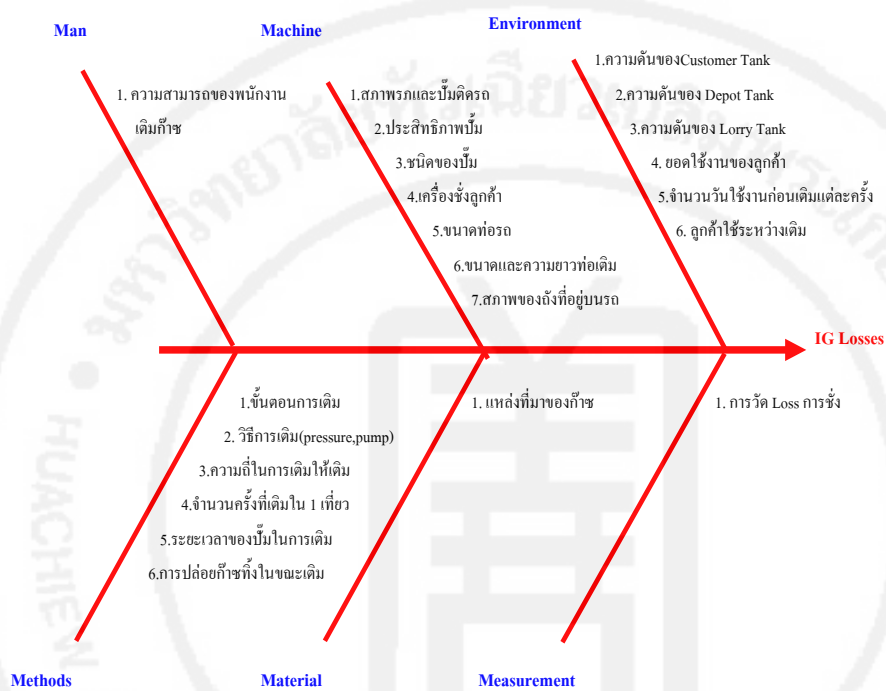 Man
Machine
Environment
1. ความสามารถของพนักงาน
เติมก๊าซ
1.สภาพรภและปั๊มติดรถ
2.ประสิทธิภาพปั้ม
3.ชนิดของปั๊ม
4.เครื่องชั่งลูกค้า
5.ขนาดท่อรถ
6.ขนาดและความยาวท่อเติม
7.สภาพของถังที่อยู่บนรถ
1.ความดันของCustomer Tank
2.ความดันของ Depot Tank
3.ความดันของ Lorry Tank
4. ยอดใช้งานของลูกค้า
5.จำนวนวันใช้งานก่อนเติมแต่ละครั้ง
6. ลูกค้าใช้ระหว่างเติม
IG Losses
1.ขั้นตอนการเติม
2. วิธีการเติม(pressure,pump)
3.ความถี่ในการเติมให้เติม
4.จำนวนครั้งที่เติมใน 1 เที่ยว
5.ระยะเวลาของปั๊มในการเติม
6.การปล่อยก๊าซทิ้งในขณะเติม
1. แหล่งที่มาของก๊าซ
1. การวัด Loss การชั่ง
Methods
Material
Measurement